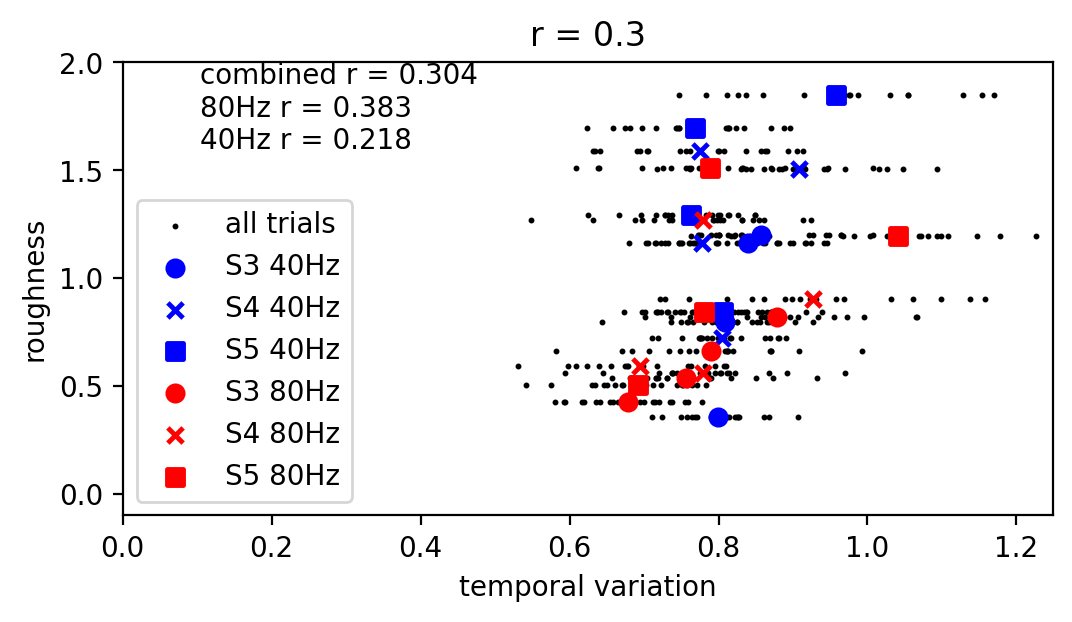 r = 0.3
combined r = 0.304
80Hz r = 0.383
40Hz r = 0.218
2.0
1.5
1.0
0.5
0.0
roughness
all trials
S3 40Hz
S4 40Hz
S5 40Hz
S3 80Hz
S4 80Hz
S5 80Hz
0.0 0.2 0.4 0.6 0.8 1.0 1.2
temporal variation